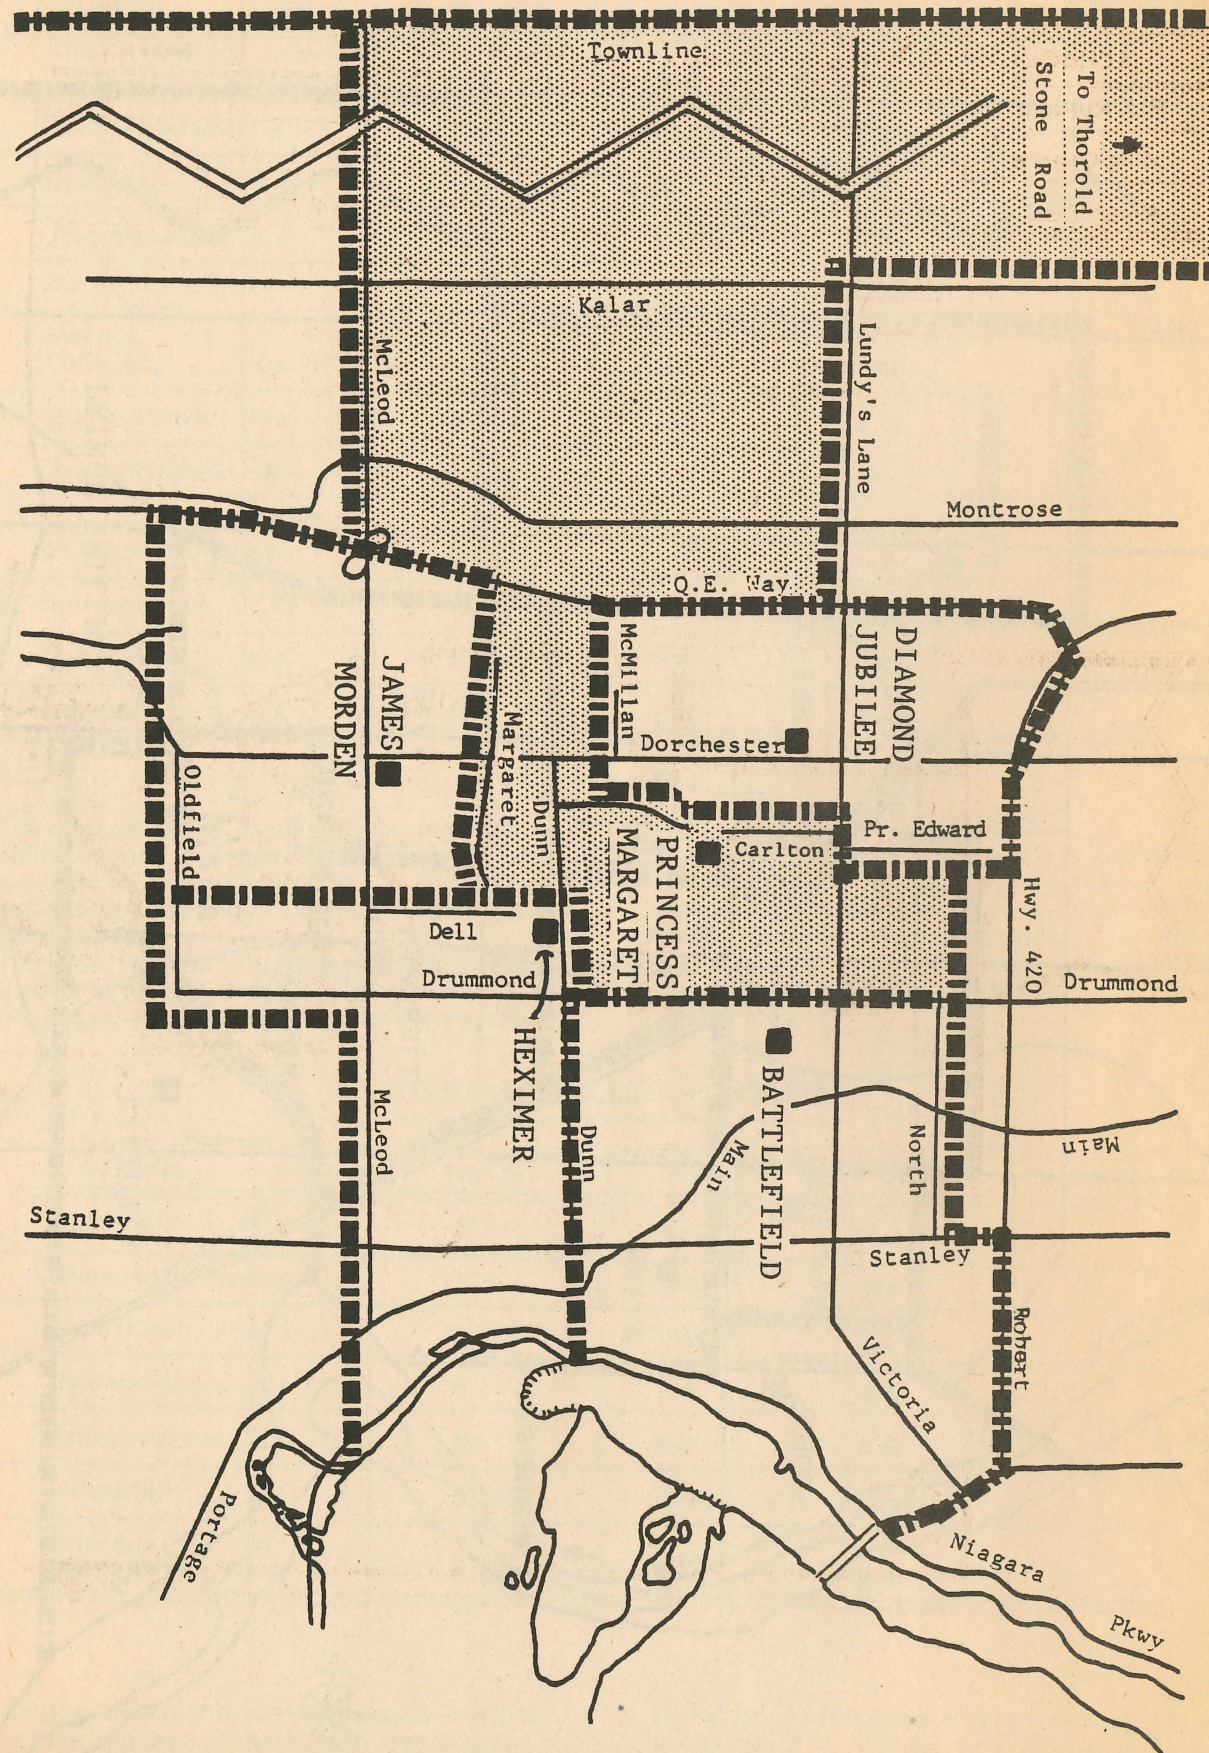 Townline
To Thorold
Stone Road
Kalar
McLeod
Lundy's Lane
Montrose
Q.E. Way
McMillan
DIAMOND
JUBILEE
JAMES
MORDEN
Margaret
Dorchester
Oldfield
Dunn
Pr. Edward
Carlton
PRINCESS
MARGARET
Hwy. 420
Dell
Drummond
Drummond
HEXIMER
BATTLEFIELD
McLeod
Dunn
Main
North
Main
Stanley
Stanley
Robert
Victoria
Portage
Niagara
Pkwy